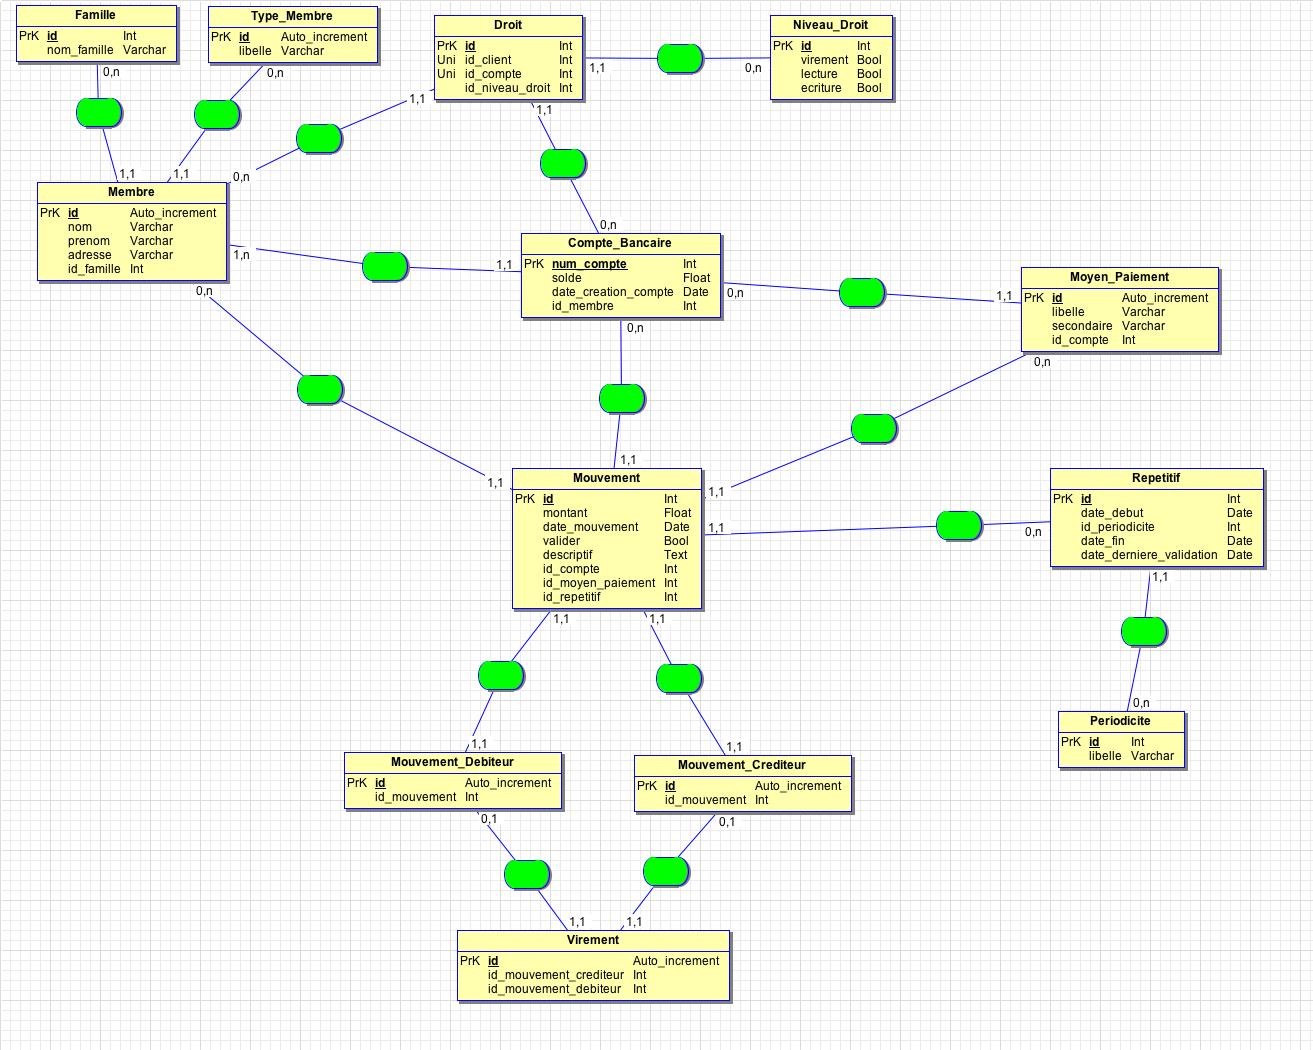 Famille
PrK id Int
nom_famille Varchar
Type_Membre
PrK id Auto_increment
libelle Varchar
Droit
PrK id Int
Uni id_client Int
Uni id_compte Int
id_niveau_droit Int
Niveau_Droit
PrK id Int
virement Bool
lecture Bool
ecriture Bool
0,n
0,n
1,1
1,1
1,1
0,n
1,1
1,1
0,n
Membre
PrK id Auto_increment
nom Varchar
prenom Varchar
adresse Varchar
id_famille Int
1,n
1,1
0,n
0,n
Compte_Bancaire
PrK num_compte Int
solde Float
date_creation_compte Date
id_membre Int
0,n
1,1
0,n
Moyen_Paiement
PrK id Auto_increment
libelle Varchar
secondaire Varchar
id_compte Int
0,n
1,1
1,1
1,1
1,1
0,n
Mouvement
PrK id Int
montant Float
date_mouvement Date
valider Bool
descriptif Text
id_compte Int
id_moyen_paiement Int
id_repetitif Int
Repetitif
PrK id Int
date_debut Date
id_periodicite Int
date_fin Date
date_derniere_validation Date
1,1
1,1
1,1
0,n
Periodicite
PrK id Int
libelle Varchar
1,1
1,1
Mouvement_Debiteur
PrK id Auto_increment
id_mouvement Int
Mouvement_Crediteur
PrK id Auto_increment
id_mouvement Int
0,1
0,1
1,1
1,1
Virement
PrK id Auto_increment
id_mouvement_crediteur Int
id_mouvement_debiteur Int